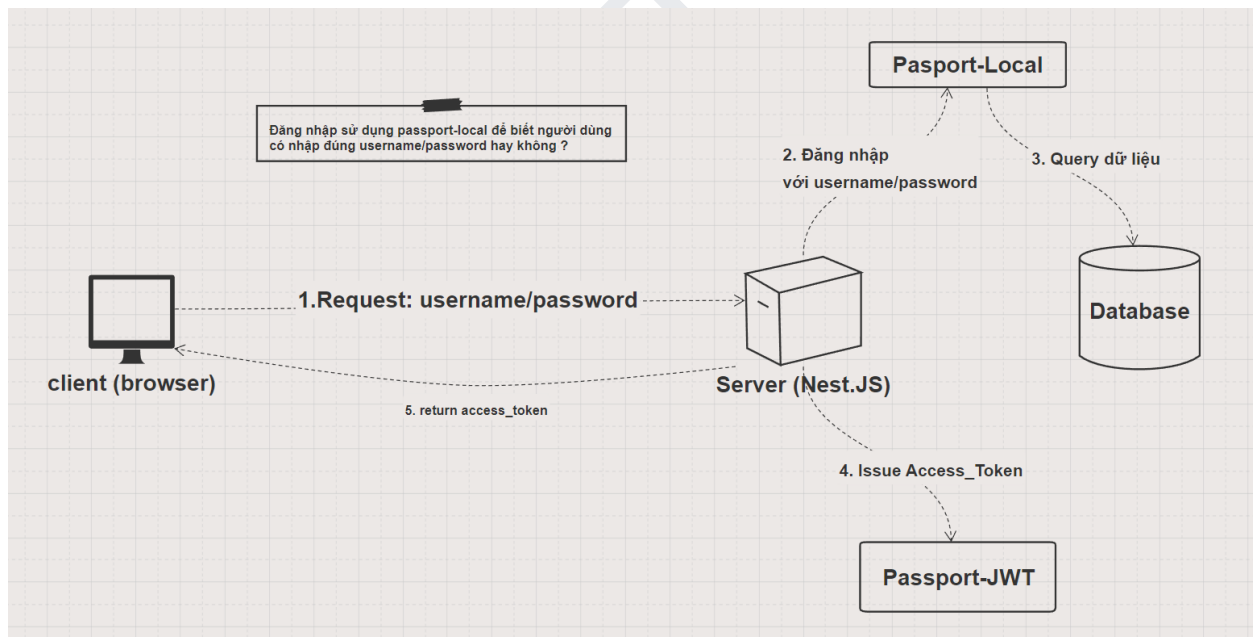 Pasport-Local
Đăng nhập sử dụng passport-local để biết người dùng
có nhập đúng username/password hay không ?
2. Đăng nhập
với username/password
3. Query dữ liệu
1.Request: username/password
Database
client (browser)
Server (Nest.JS)
5. return access_token
4. Issue Access_Token
Passport-JWT